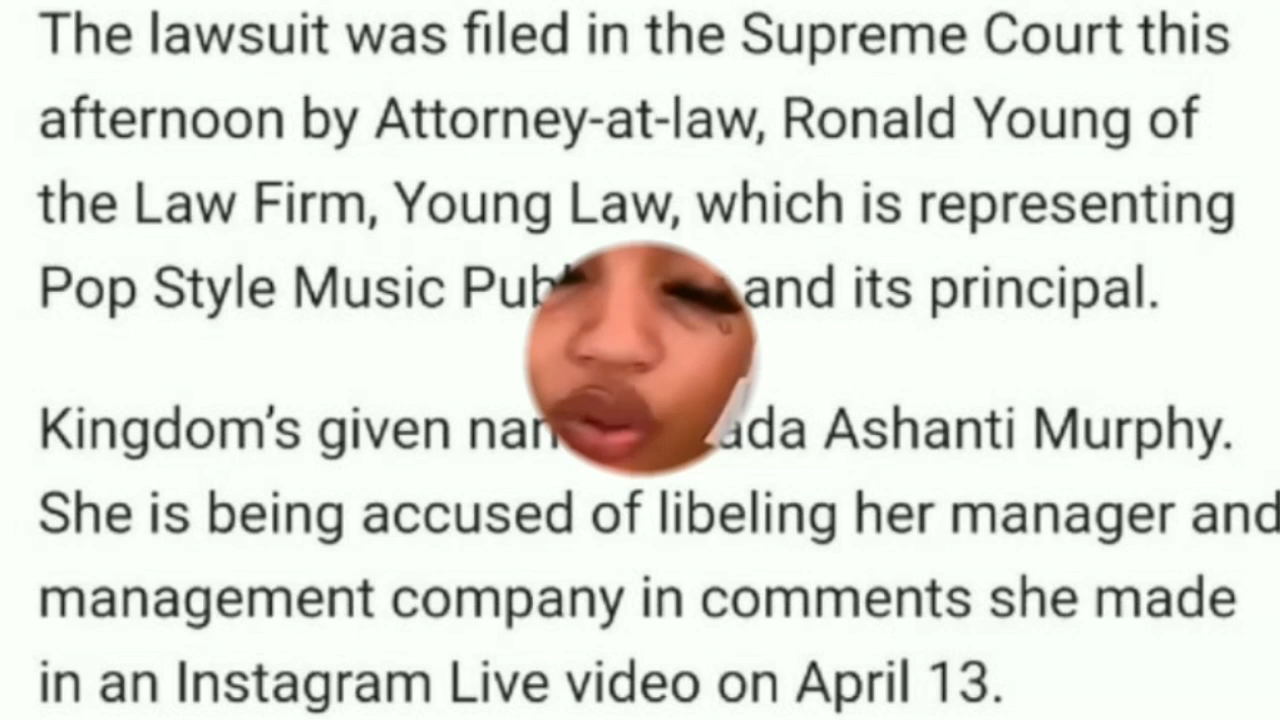 The lawsuit was filed in the Supreme Court this
afternoon by Attorney-at-law, Ronald Young of
the Law Firm, Young Law, which is representing
Pop Style Music and its principal.
Kingdom’s given Ashanti Murphy.
She is being accused of libeling her manager and
management company in comments she made
in an Instagram Live video on April 13.